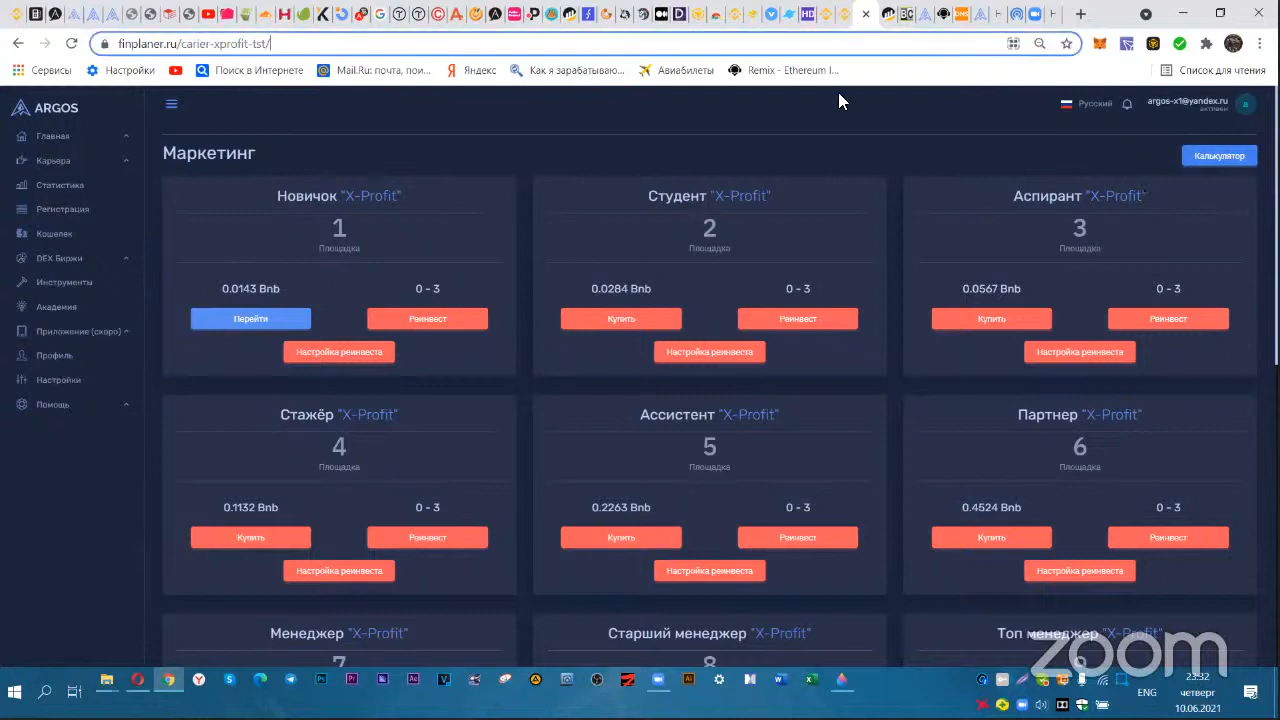 finplaner.ru/carier-xprofit-tst/
Сервисы
Настройки
Поиск в Интернете
Mail.Ru: почта, пои...
Яндекс
Как я зарабатываю...
Авиабилеты
Remix - Ethereum I...
Список для чтения
ARGOS
Русский
argos-x1@yandex.ru
a
Главная
Карьера
Статистика
Регистрация
Кошелек
DEX Биржи
Инструменты
Академия
Приложение (скоро)
Профиль
Настройки
Помощь
Маркетинг
Калькулятор
Новичок "X-Profit"
1
Площадка
0.0143 Bnb
0 - 3
Перейти
Реинвест
Настройка реинвеста
Студент "X-Profit"
2
Площадка
0.0284 Bnb
0 - 3
Купить
Реинвест
Настройка реинвеста
Аспирант "X-Profit"
3
Площадка
0.0567 Bnb
0 - 3
Купить
Реинвест
Настройка реинвеста
Стажёр "X-Profit"
4
Площадка
0.1132 Bnb
0 - 3
Купить
Реинвест
Настройка реинвеста
Ассистент "X-Profit"
5
Площадка
0.2263 Bnb
0 - 3
Купить
Реинвест
Настройка реинвеста
Партнер "X-Profit"
6
Площадка
0.4524 Bnb
0 - 3
Купить
Реинвест
Настройка реинвеста
Менеджер "X-Profit"
7
Старший менеджер "X-Profit"
8
Топ менеджер "X-Profit"
zoom
23:32
ENG
четверг
10.06.2021